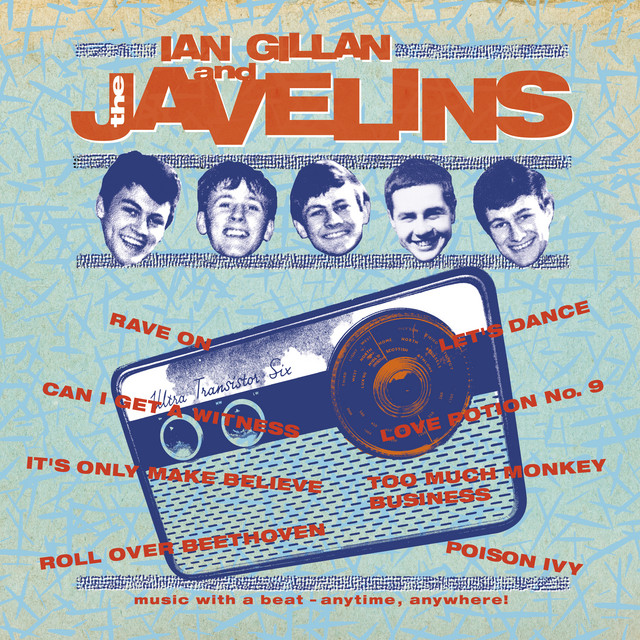 IAN GILLAN
and
the JAVELINS
RAVE ON
LET'S DANCE
Ultra Transistor Six
CAN I GET A WITNESS
LOVE POTION No. 9
IT'S ONLY MAKE BELIEVE
TOO MUCH MONKEY
BUSINESS
ROLL OVER BEETHOVEN
POISON IVY
music with a beat – anytime, anywhere!